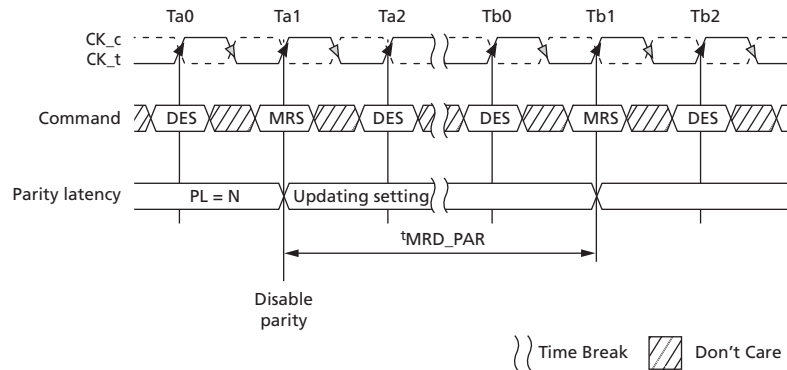 Ta0 Ta1 Ta2 Tb0 Tb1 Tb2
CK_c
CK_t
Command DES MRS DES DES MRS DES
Parity latency PL = N Updating setting
tMRD_PAR
Disable
parity
Time Break Don't Care